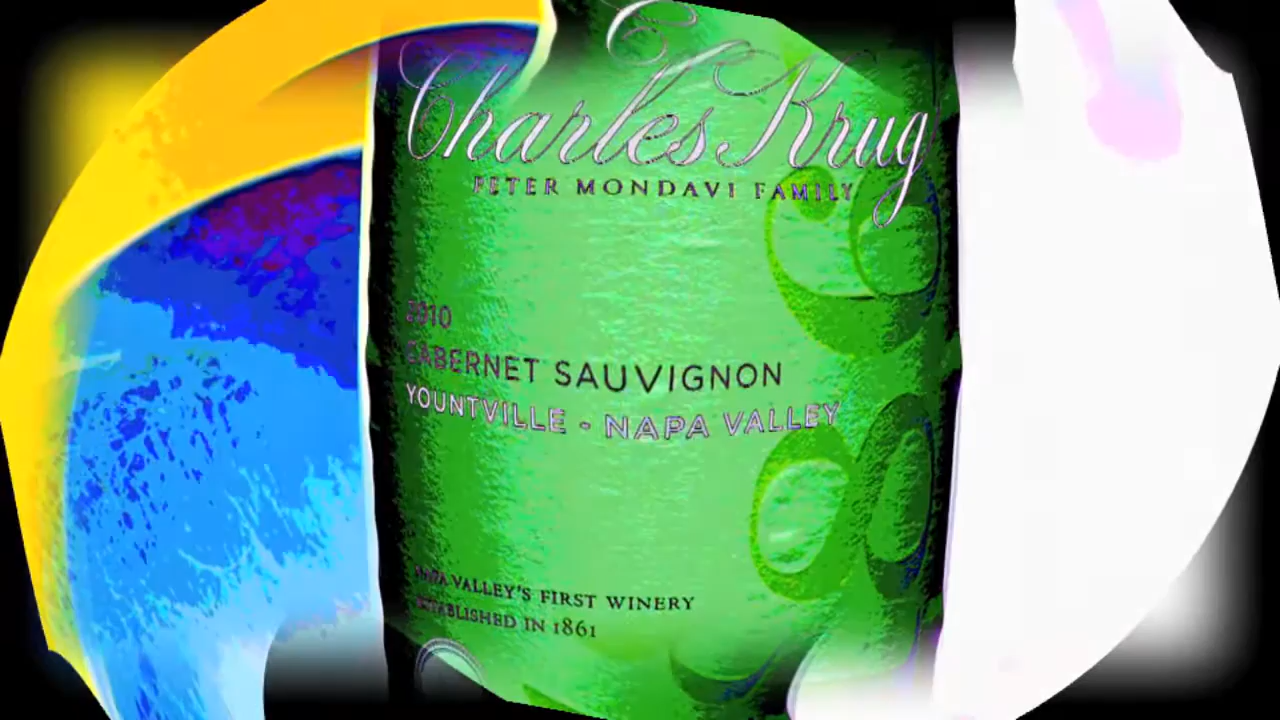 Charles Krug
PETER MONDAVI FAMILY
2010
CABERNET SAUVIGNON
YOUNTVILLE - NAPA VALLEY
NAPA VALLEY'S FIRST WINERY
ESTABLISHED IN 1861